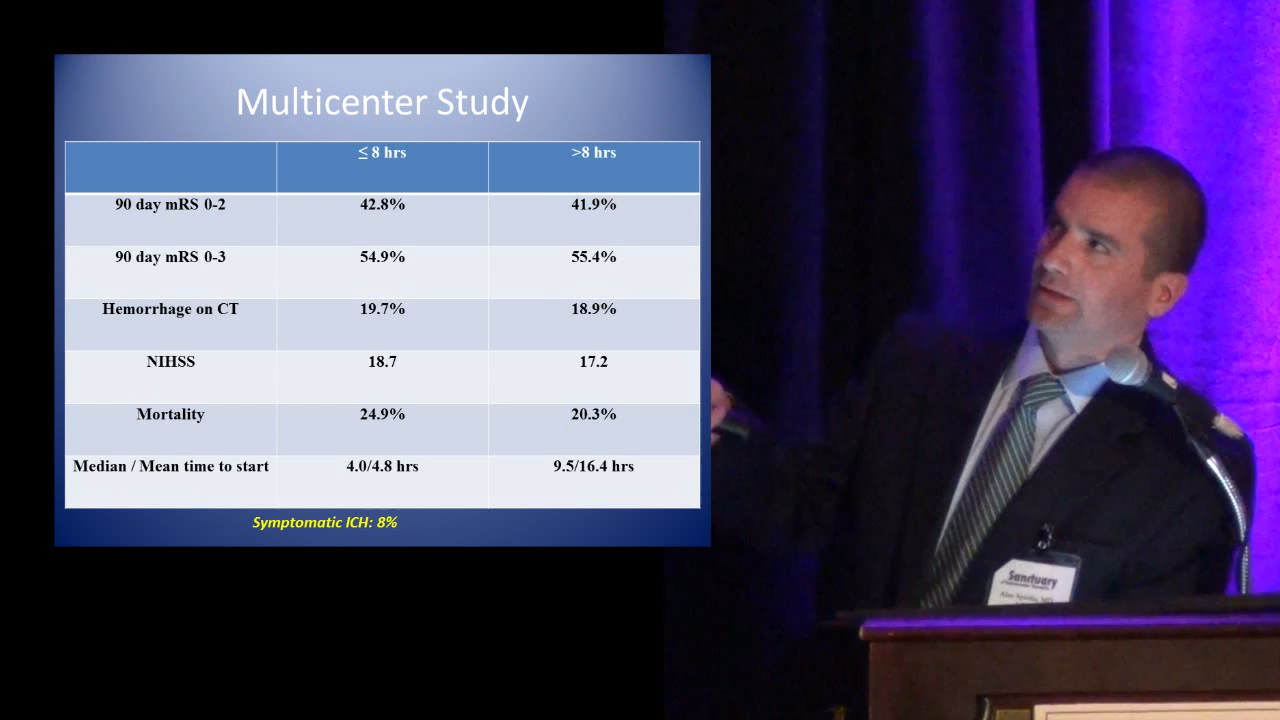 Multicenter Study
≤ 8 hrs >8 hrs
90 day mRS 0-2 42.8% 41.9%
90 day mRS 0-3 54.9% 55.4%
Hemorrhage on CT 19.7% 18.9%
NIHSS 18.7 17.2
Mortality 24.9% 20.3%
Median / Mean time to start 4.0/4.8 hrs 9.5/16.4 hrs
Symptomatic ICH: 8%
Sanctuary